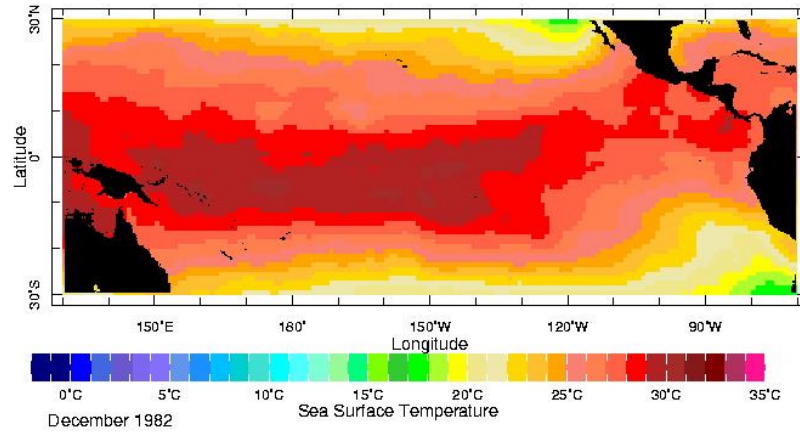 30°N
Latitude
0°
30°S
150°E 180° 150°W 120°W 90°W
Longitude
0°C 5°C 10°C 15°C 20°C 25°C 30°C 35°C
Sea Surface Temperature
December 1982